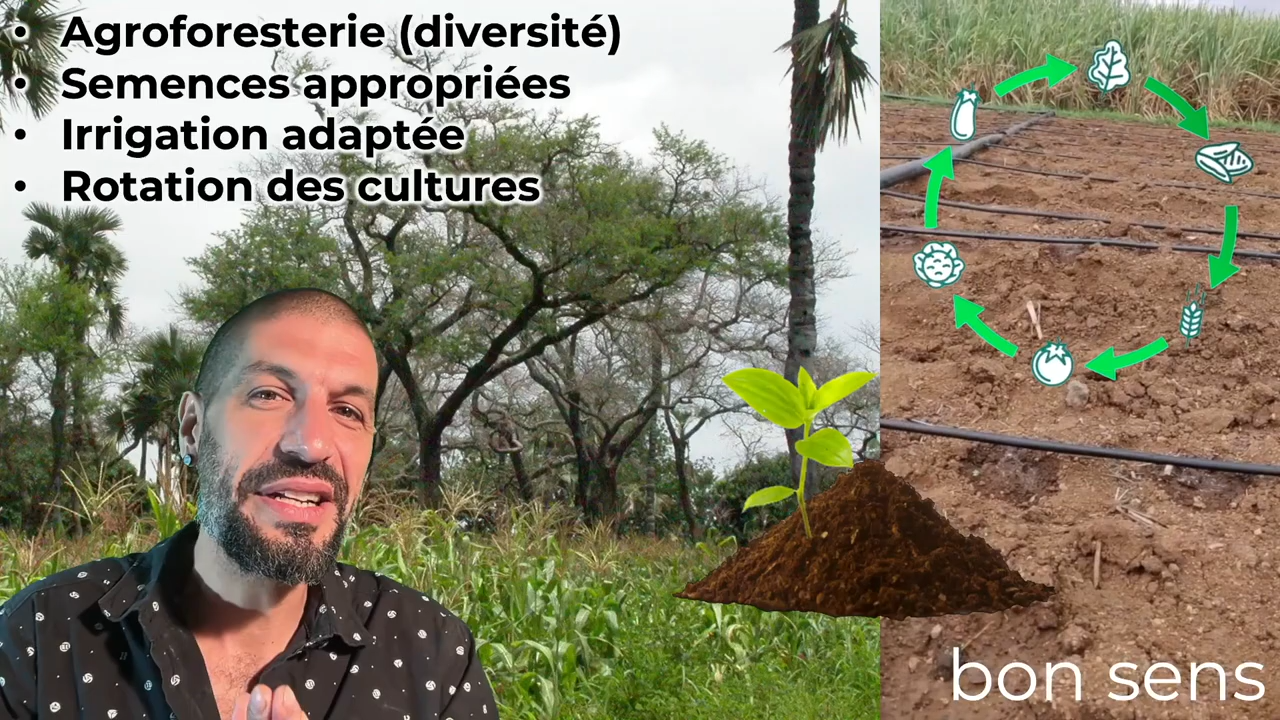 • Agroforesterie (diversité)
• Semences appropriées
• Irrigation adaptée
• Rotation des cultures
bon sens